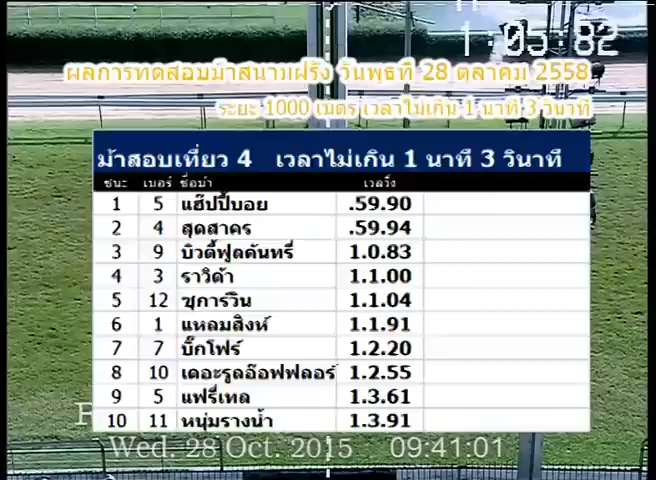 1:05:82
ผลการทดสอบม้าสนามฝรั่ง วันพุธที่ 28 ตุลาคม 2558
ระยะ 1000 เมตร เวลาไม่เกิน 1 นาที 3 วินาที
ม้าสอบเที่ยว 4 เวลาไม่เกิน 1 นาที 3 วินาที
ชนะ เบอร์ ชื่อม้า เวลวิ่ง
1 5 แฮ๊ปปี้บอย .59.90
2 4 สุดสาคร .59.94
3 9 บิวตี้ฟูลคันทรี่ 1.0.83
4 3 ราวิด้า 1.1.00
5 12 ซุการวิน 1.1.04
6 1 แหลมสิงห์ 1.1.91
7 7 บิ๊กโฟร์ 1.2.20
8 10 เดอะรูลอ๊อฟฟลอร์ 1.2.55
9 5 แฟรี่เทล 1.3.61
10 11 หนุ่มรางน้ำ 1.3.91
Wed. 28 Oct. 2015 09:41:01